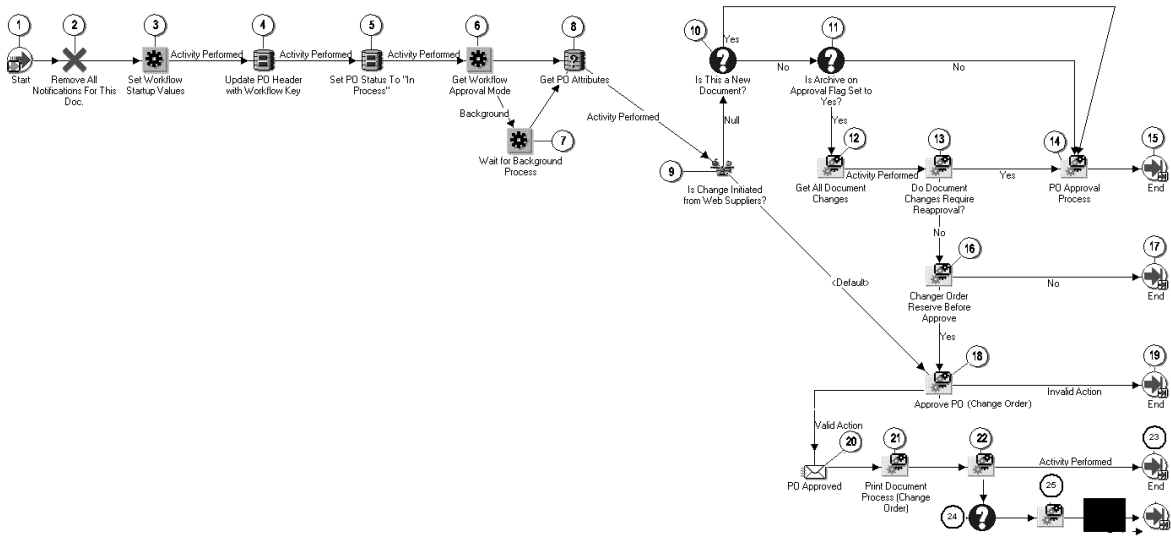 1
2
3
4
5
6
7
8
9
10
11
12
13
14
15
16
17
18
19
20
21
22
23
24
25
Start
Remove All
Notifications For This
Doc.
Set Workflow
Startup Values
Activity Performed
Update PO Header
with Workflow Key
Activity Performed
Set PO Status To "In
Process"
Activity Performed
Get Workflow
Approval Mode
Get PO Attributes
Background
Wait for Background
Process
Activity Performed
Is Change Initiated
from Web Suppliers?
Null
Is This a New
Document?
Yes
No
Is Archive on
Approval Flag Set to
Yes?
No
Yes
Get All Document
Changes
Activity Performed
Do Document
Changes Require
Reapproval?
Yes
PO Approval
Process
End
No
Changer Order
Reserve Before
Approve
No
End
<Default>
Yes
Approve PO (Change Order)
Invalid Action
End
Valid Action
PO Approved
Print Document
Process (Change
Order)
Activity Performed
End